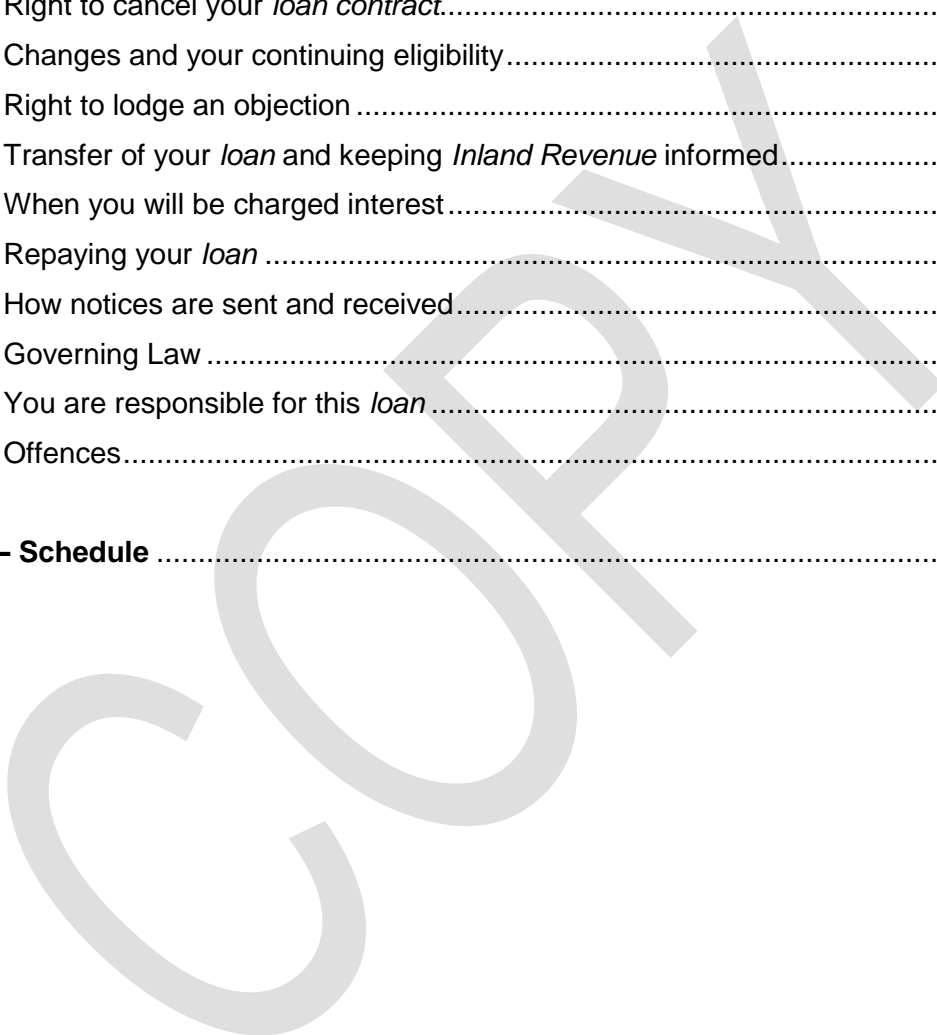 Right to cancel your loan contract........................................................
Changes and your continuing eligibility........................................................
Right to lodge an objection........................................................
Transfer of your loan and keeping Inland Revenue informed........................
When you will be charged interest........................................................
Repaying your loan........................................................
How notices are sent and received........................................................
Governing Law........................................................
You are responsible for this loan........................................................
Offences........................................................
– Schedule........................................................
COPY